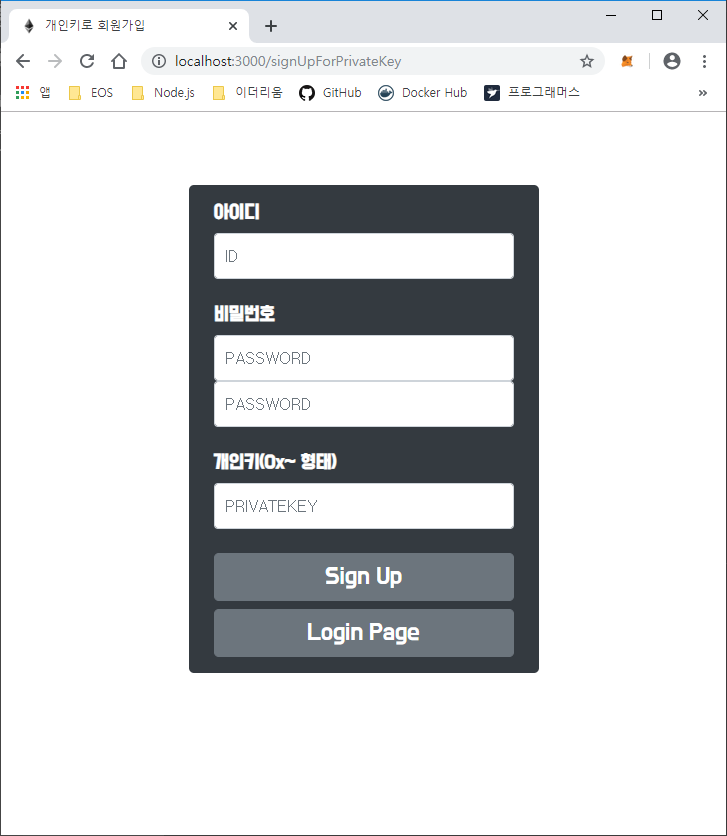 개인키로 회원가입
localhost:3000/signUpForPrivateKey
앱 EOS Node.js 이더리움 GitHub Docker Hub 프로그래머스 »
아이디
ID
비밀번호
PASSWORD
PASSWORD
개인키(0x~ 형태)
PRIVATEKEY
Sign Up
Login Page